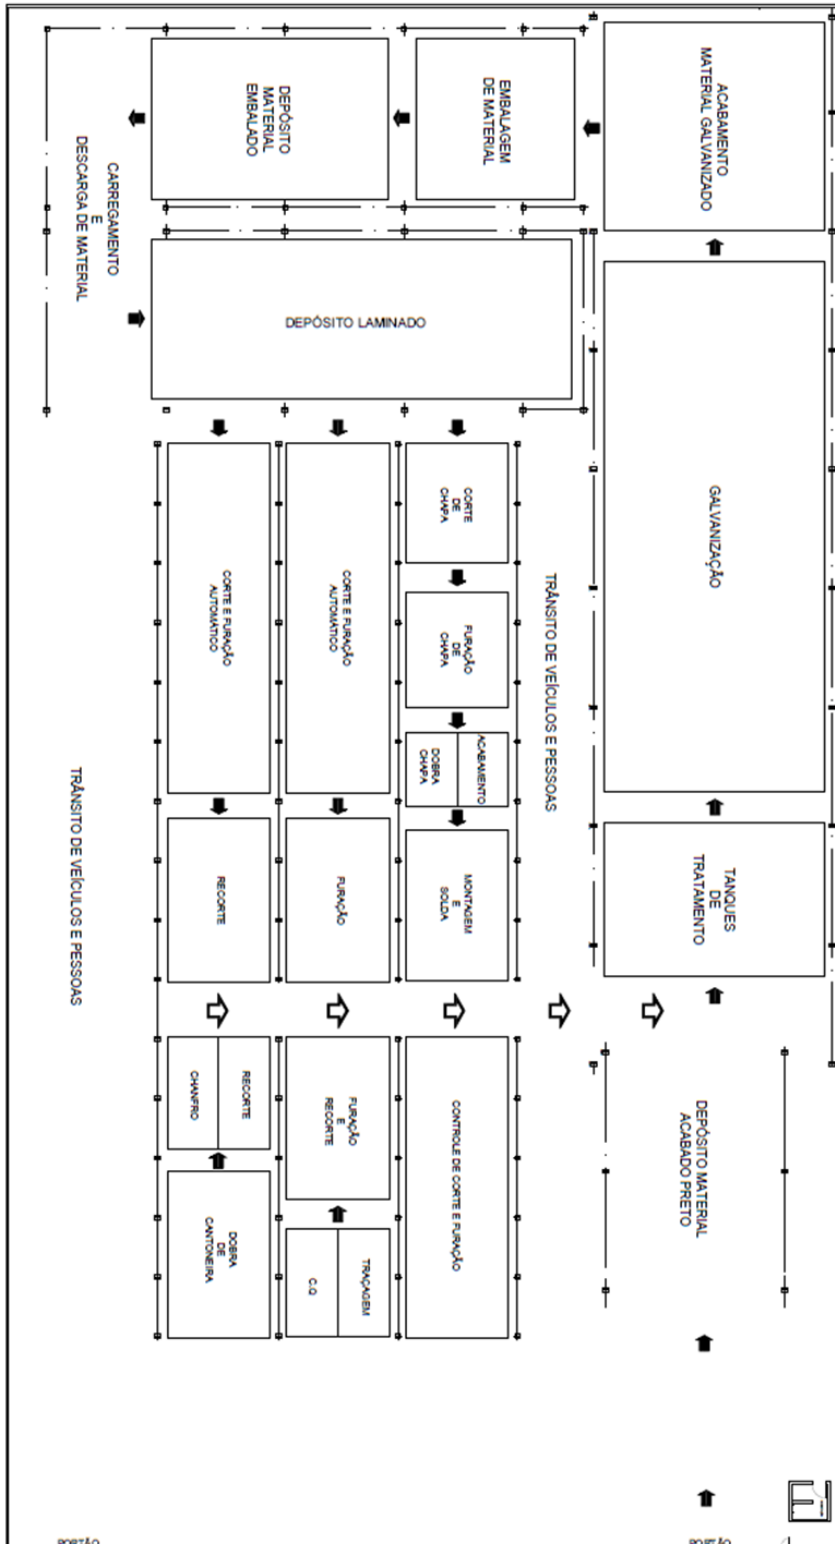 DEPÓSITO
MATERIAL
EMBALADO
EMBALAGEM
DE MATERIAL
ACABAMENTO
MATERIAL GALVANIZADO
CARREGAMENTO
E
DESCARGA DE MATERIAL
DEPÓSITO LAMINADO
GALVANIZAÇÃO
CORTE E FURAÇÃO
AUTOMÁTICO
CORTE E FURAÇÃO
AUTOMÁTICO
CORTE
DE
CHAPA
FURAÇÃO
DE
CHAPA
ACABAMENTO
DOBRA
CHAPA
TRÂNSITO DE VEÍCULOS E PESSOAS
TRÂNSITO DE VEÍCULOS E PESSOAS
RECORTE
FURAÇÃO
MONTAGEM
E
SOLDA
TANQUES
DE
TRATAMENTO
RECORTE
CHANFRO
FURAÇÃO
E
RECORTE
CONTROLE DE CORTE E FURAÇÃO
DEPÓSITO MATERIAL
ACABADO PRETO
DOBRA
DE
CANTONEIRA
TRAÇAGEM
C.Q
PORTÃO
PORTÃO